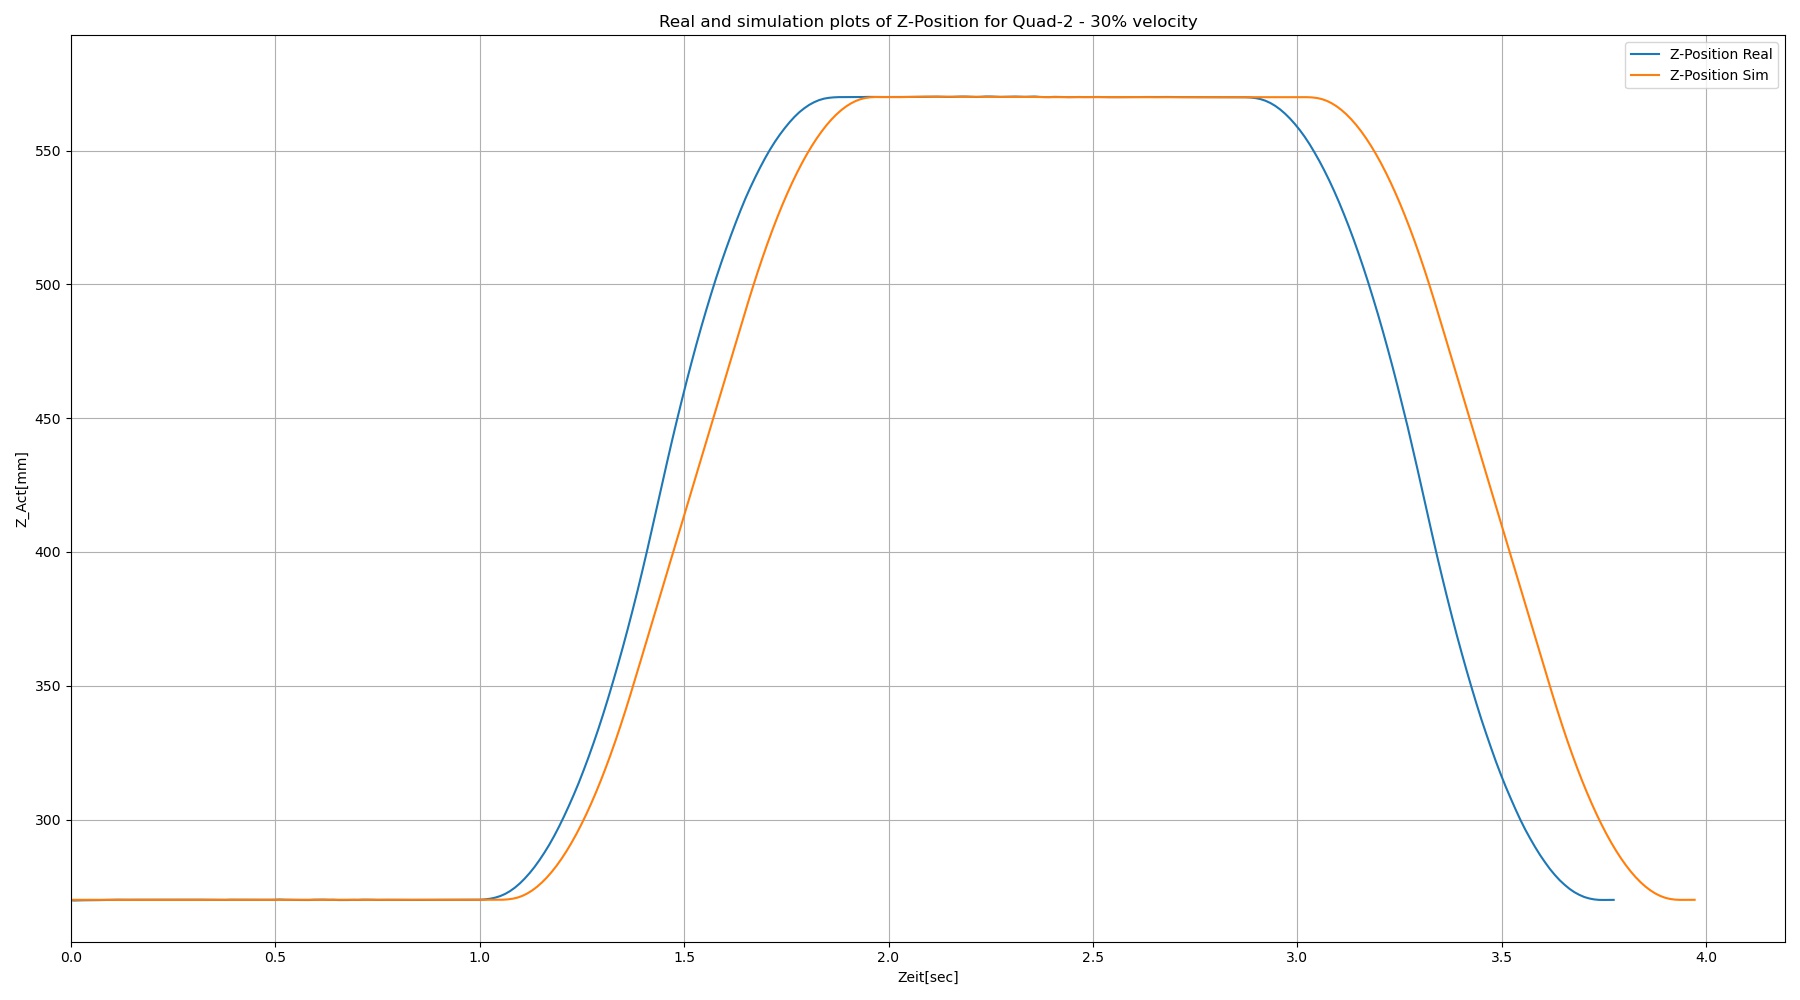 Real and simulation plots of Z-Position for Quad-2 - 30% velocity
Z-Position Real
Z-Position Sim
550
500
450
400
350
300
Z_Act[mm]
0.0 0.5 1.0 1.5 2.0 2.5 3.0 3.5 4.0
Zeit[sec]